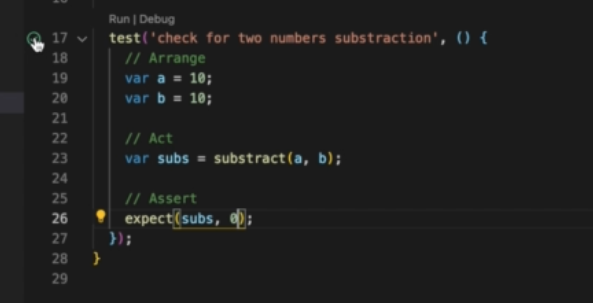 Run | Debug
17 test('check for two numbers substraction', () {
18 // Arrange
19 var a = 10;
20 var b = 10;
21
22 // Act
23 var subs = substract(a, b);
24
25 // Assert
26 expect(subs, 0);
27 });
28 }
29